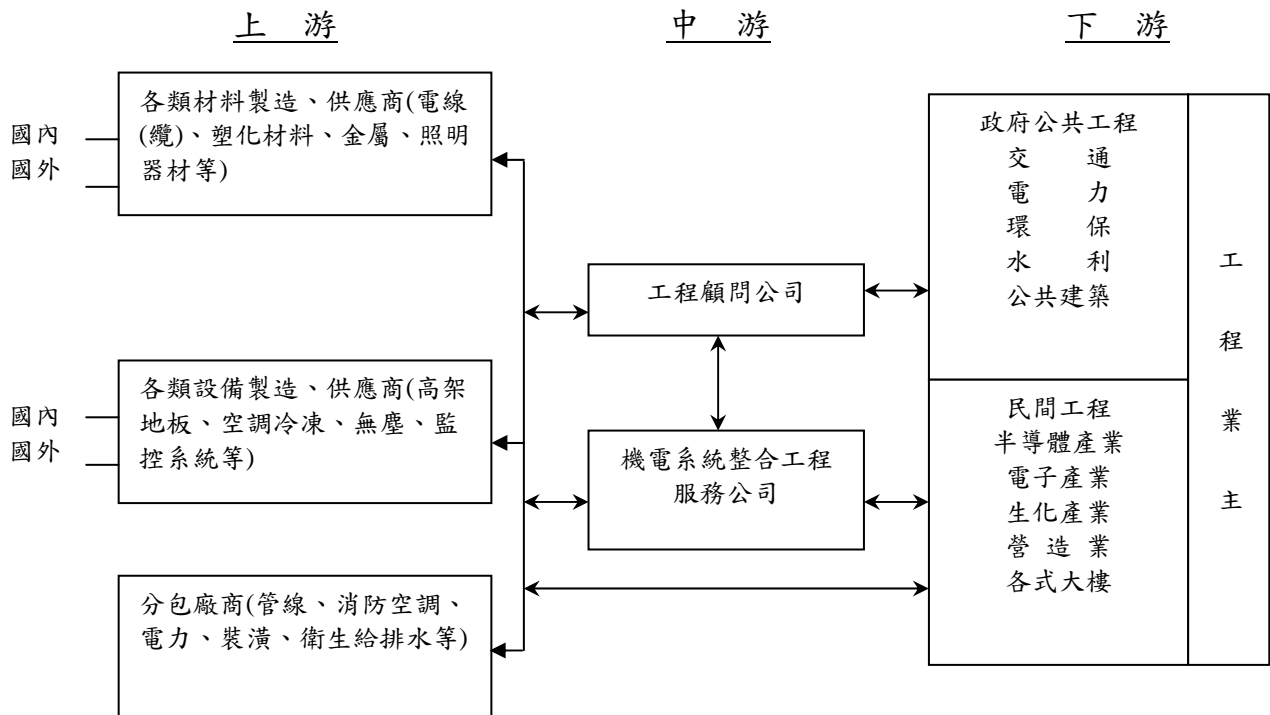 上 游
中 游
下 游
國內
國外
各類材料製造、供應商(電線
(纜)、塑化材料、金屬、照明
器材等)
國內
國外
各類設備製造、供應商(高架
地板、空調冷凍、無塵、監
控系統等)
分包廠商(管線、消防空調、
電力、裝潢、衛生給排水等)
工程顧問公司
機電系統整合工程
服務公司
政府公共工程
交 通
電 力
環 保
水 利
公共建築
民間工程
半導體產業
電子產業
生化產業
營 造 業
各式大樓
工
程
業
主